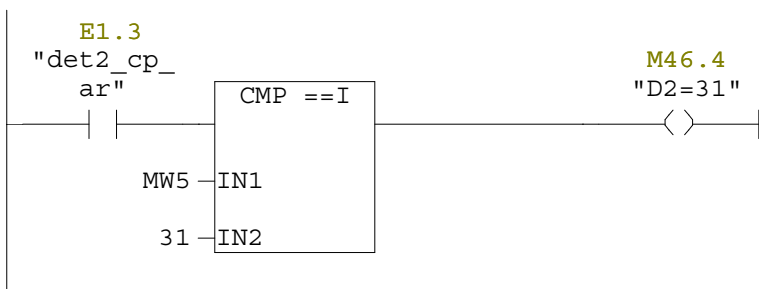 E1.3
"det2_cp_
ar"
M46.4
"D2=31"
CMP ==I
MW5
IN1
31
IN2